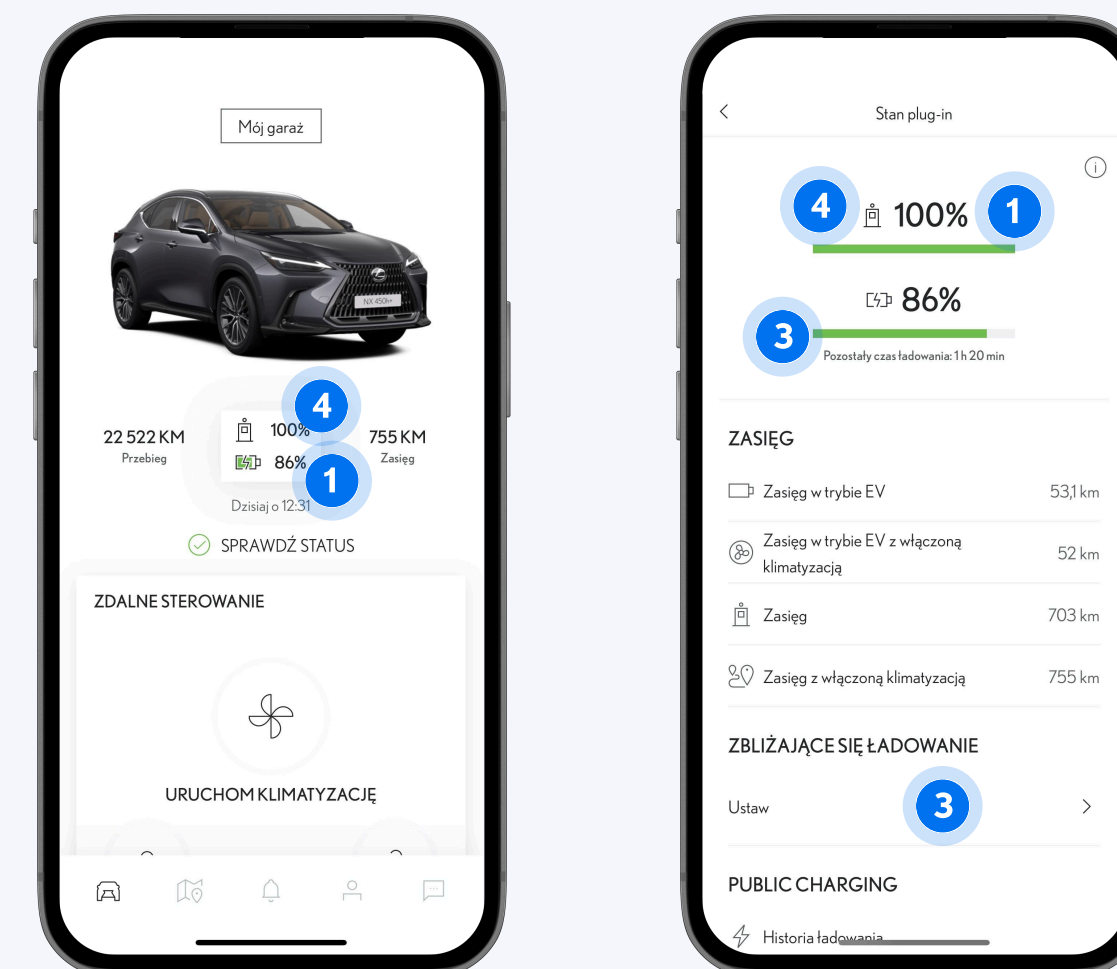 Mój garaż
NX 450h+
4
22 522 KM
Przebieg
100%
86%
1
755 KM
Zasięg
Dzisiaj o 12:31
SPRAWDŹ STATUS
ZDALNE STEROWANIE
URUCHOM KLIMATYZACJĘ
Stan plug-in
4
100%
1
86%
3
Pozostały czas ładowania: 1 h 20 min
ZASIĘG
Zasięg w trybie EV 53,1 km
Zasięg w trybie EV z włączoną
klimatyzacją 52 km
Zasięg 703 km
Zasięg z włączoną klimatyzacją 755 km
ZBLIŻAJĄCE SIĘ ŁADOWANIE
Ustaw
3
PUBLIC CHARGING
Historia ładowania